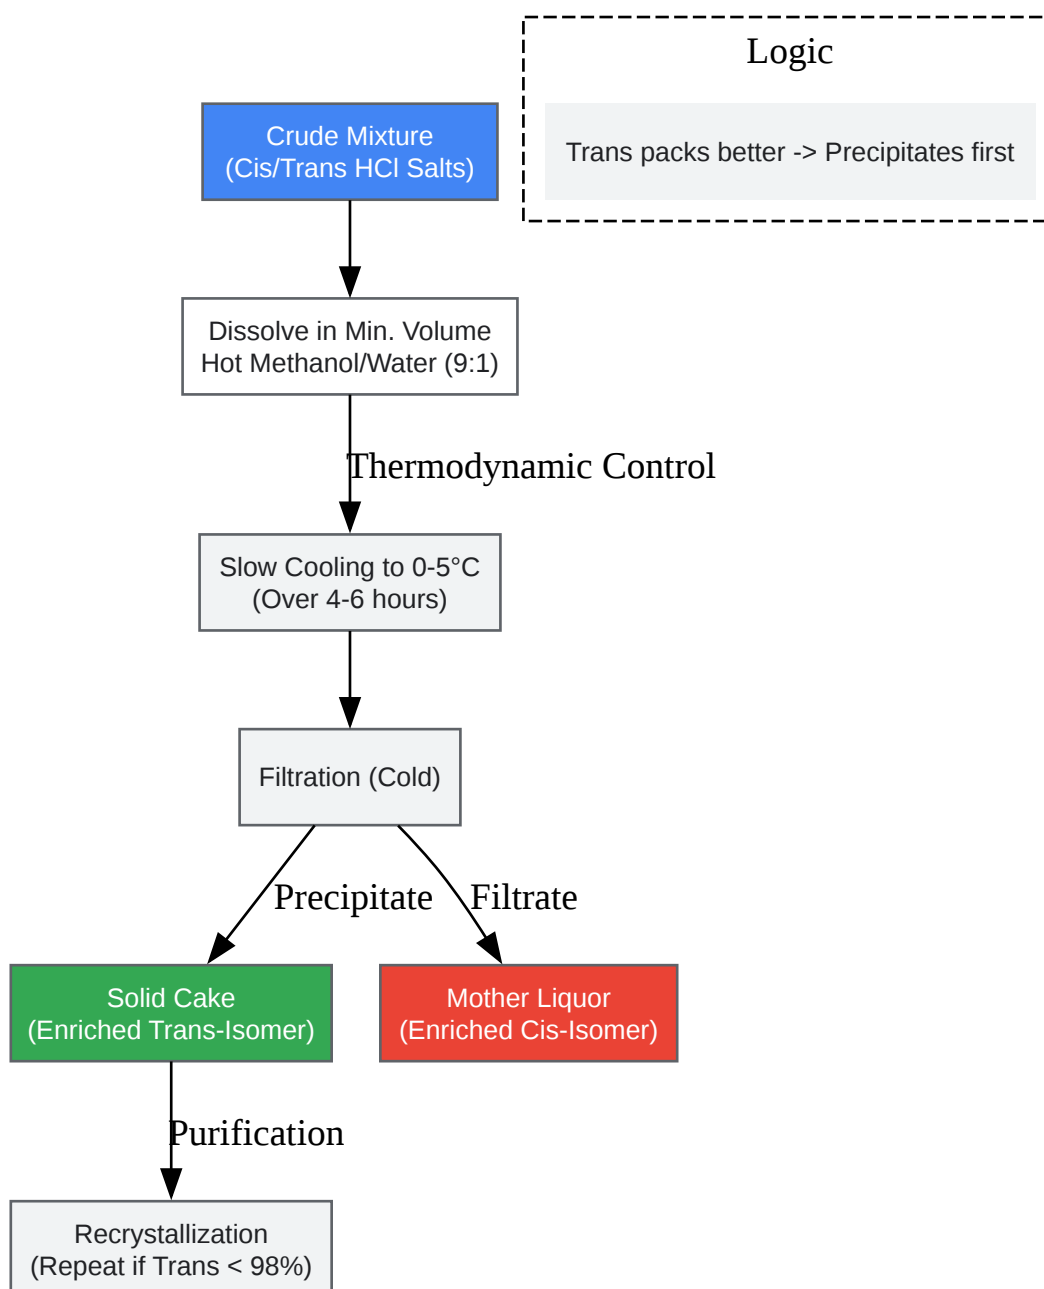 Logic
Trans packs better -> Precipitates first
Crude Mixture
(Cis/Trans HCl Salts)
Dissolve in Min. Volume
Hot Methanol/Water (9:1)
Thermodynamic Control
Slow Cooling to 0-5°C
(Over 4-6 hours)
Filtration (Cold)
Precipitate
Filtrate
Solid Cake
(Enriched Trans-Isomer)
Mother Liquor
(Enriched Cis-Isomer)
Purification
Recrystallization
(Repeat if Trans < 98%)